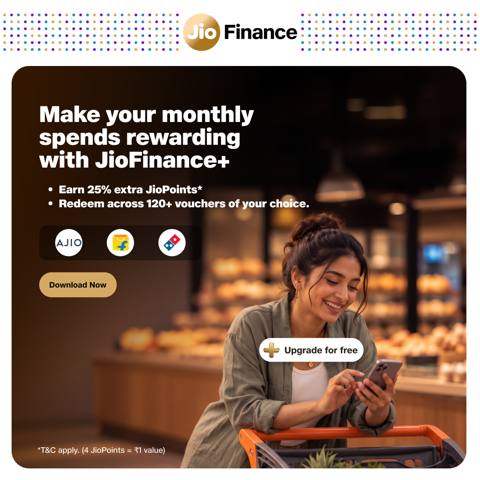 Jio Finance
Make your monthly
spends rewarding
with JioFinance+
• Earn 25% extra JioPoints*
• Redeem across 120+ vouchers of your choice.
AJIO
Download Now
Upgrade for free
*T&C apply. (4 JioPoints = ₹1 value)